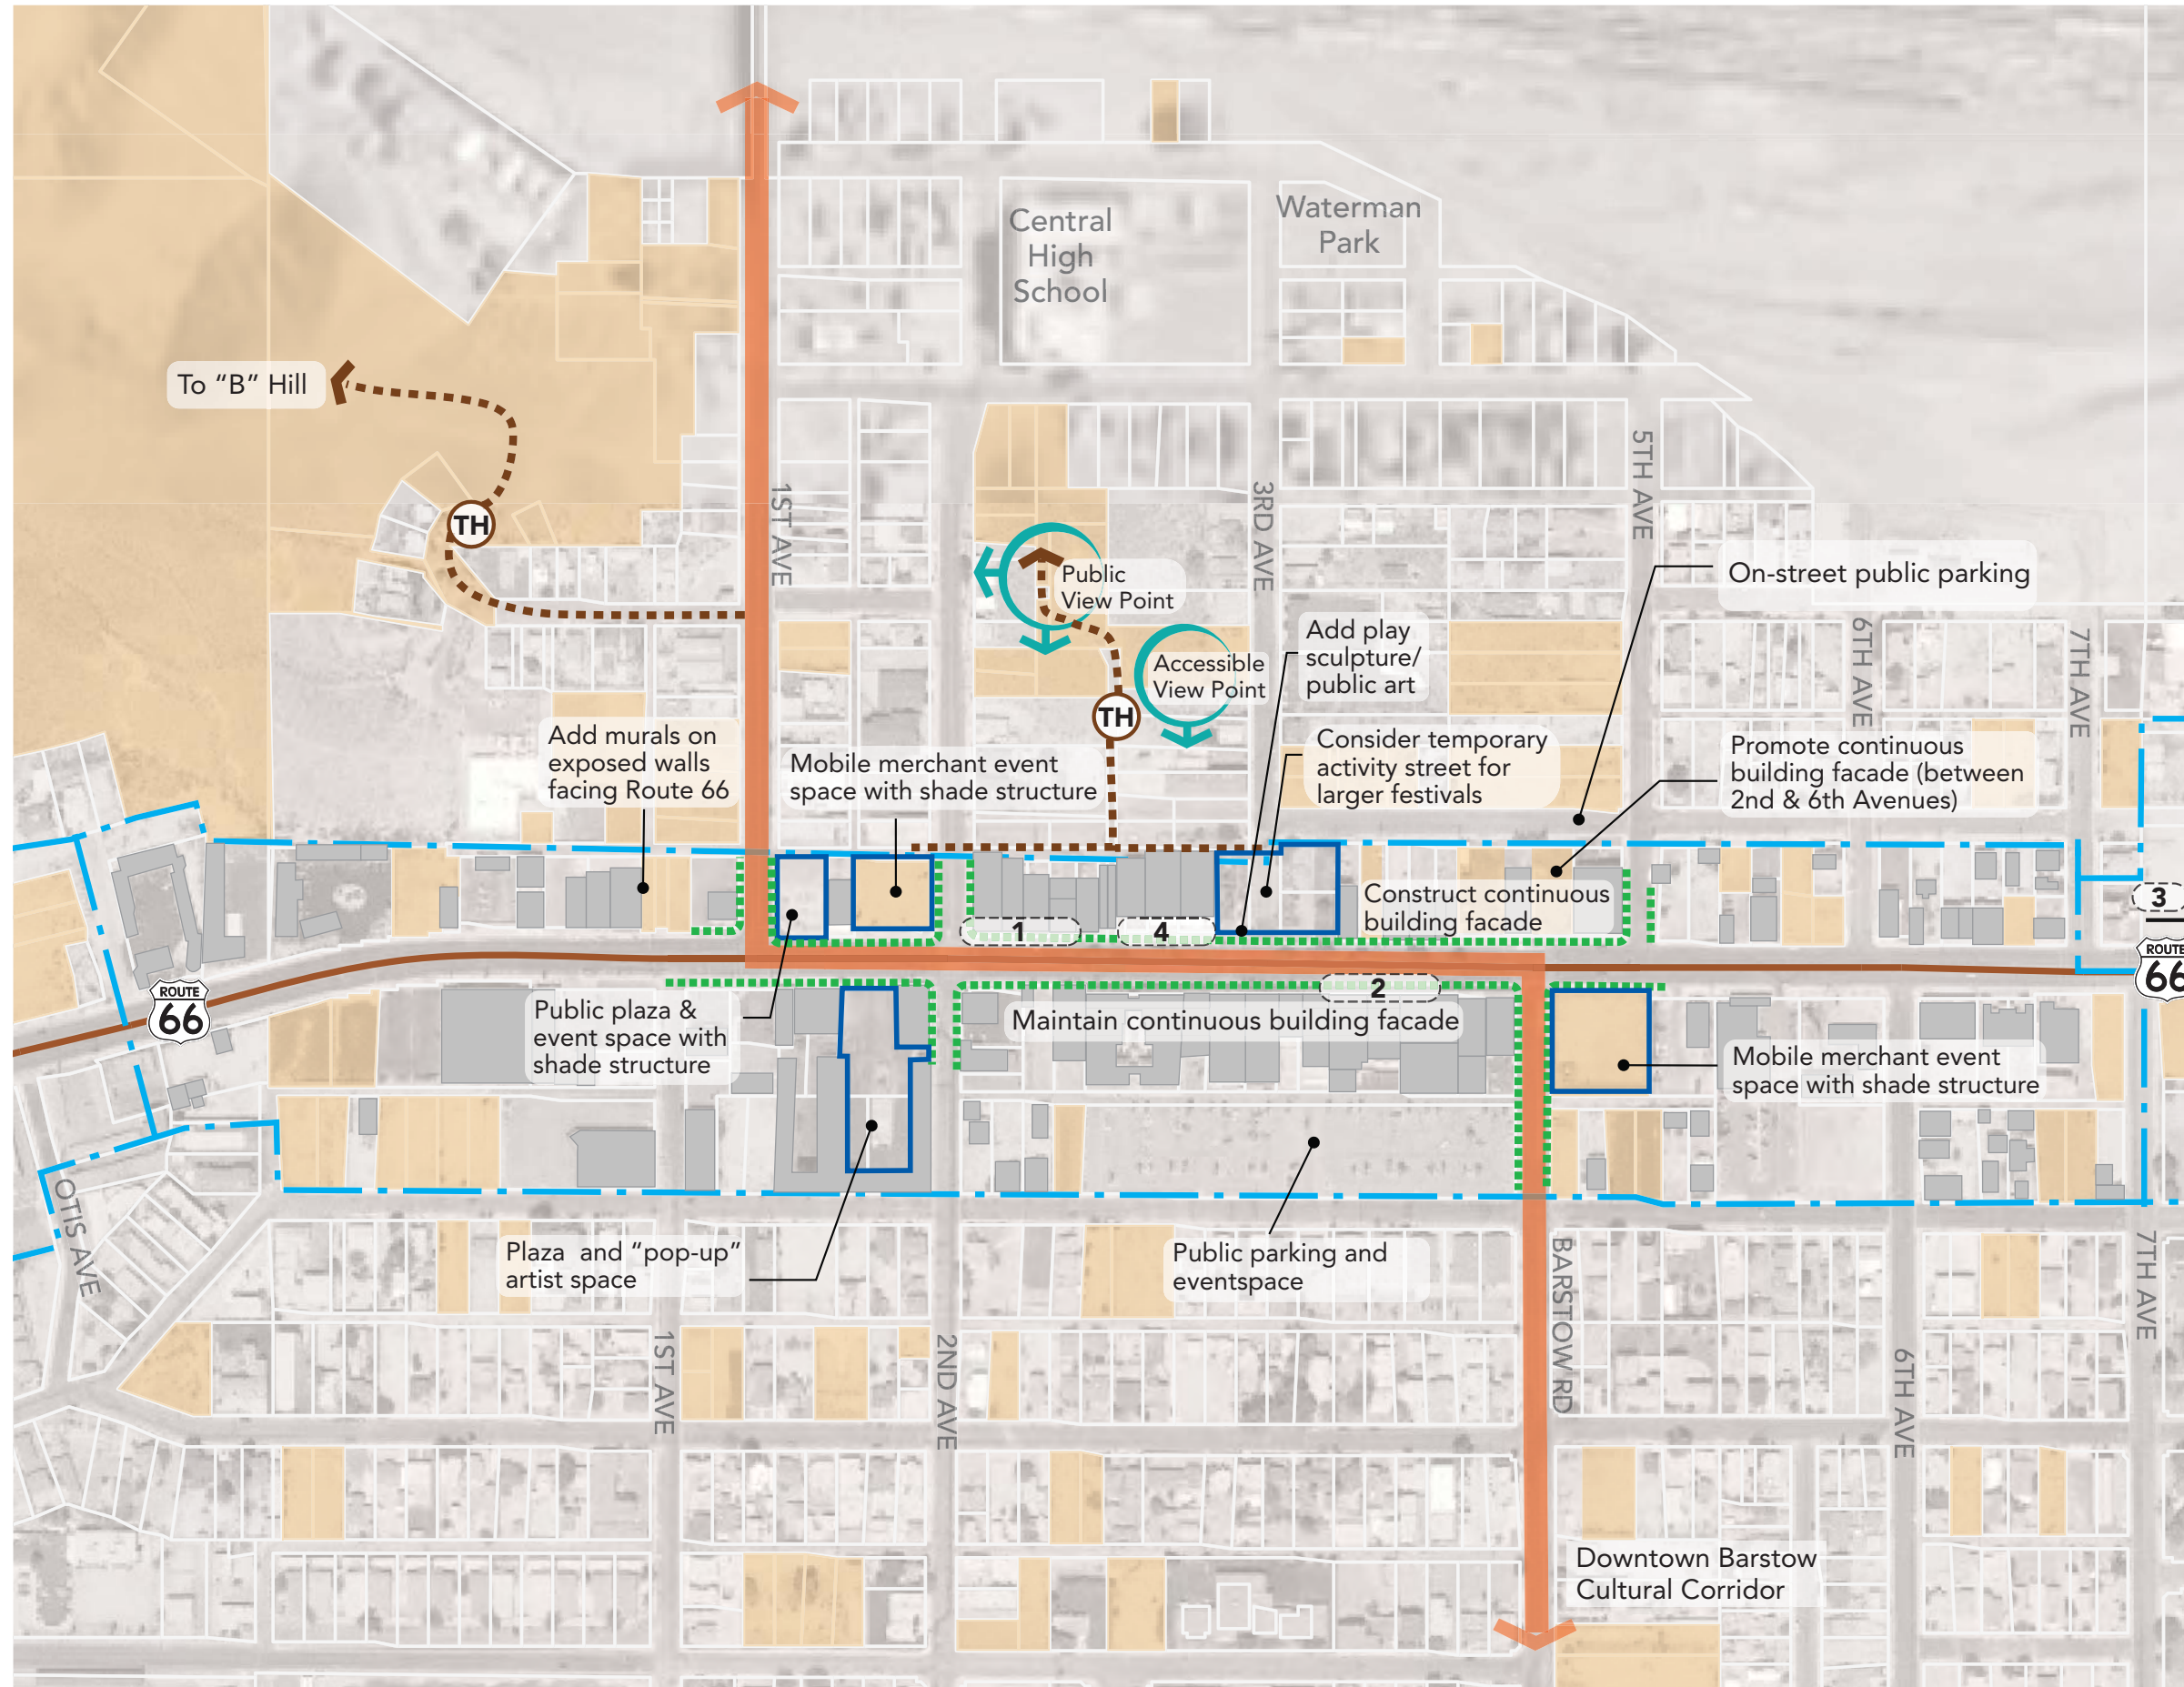 Central
High
School
Waterman
Park
To “B” Hill
TH
1ST AVE
3RD AVE
5TH AVE
6TH AVE
7TH AVE
On-street public parking
Public
View Point
Accessible
View Point
TH
Add play
sculpture/
public art
Add murals on
exposed walls
facing Route 66
Mobile merchant event
space with shade structure
Consider temporary
activity street for
larger festivals
Promote continuous
building facade (between
2nd & 6th Avenues)
Construct continuous
building facade
1
4
3
ROUTE
66
ROUTE
66
2
Public plaza &
event space with
shade structure
Maintain continuous building facade
Mobile merchant event
space with shade structure
OTIS AVE
Plaza and “pop-up”
artist space
Public parking and
eventspace
BARSTOW RD
7TH AVE
1ST AVE
2ND AVE
6TH AVE
Downtown Barstow
Cultural Corridor